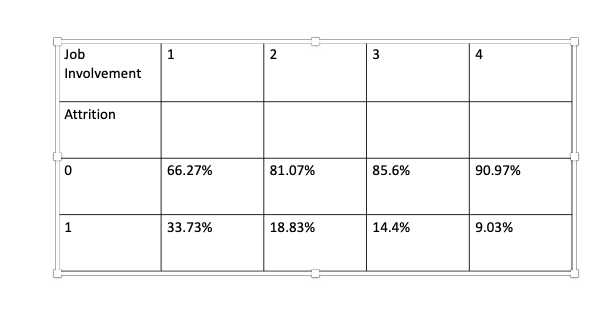 Job Involvement 1 2 3 4
Attrition
0 66.27% 81.07% 85.6% 90.97%
1 33.73% 18.83% 14.4% 9.03%